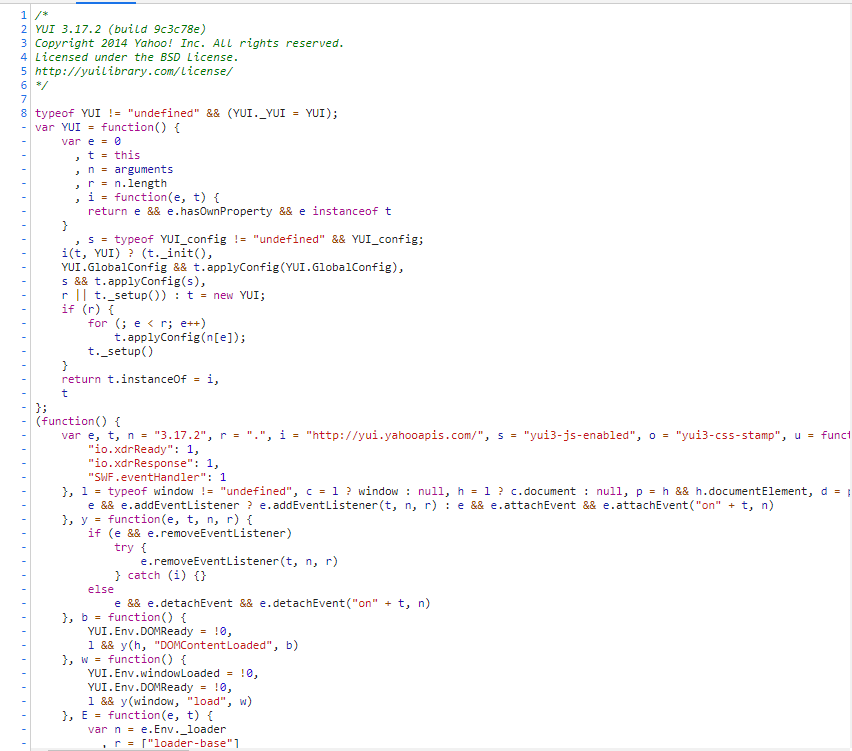 1 /*
2 YUI 3.17.2 (build 9c3c78e)
3 Copyright 2014 Yahoo! Inc. All rights reserved.
4 Licensed under the BSD License.
5 http://yuilibrary.com/license/
6 */
7
8 typeof YUI != "undefined" && (YUI._YUI = YUI);
- var YUI = function() {
-     var e = 0
-       , t = this
-       , n = arguments
-       , r = n.length
-       , i = function(e, t) {
-         return e && e.hasOwnProperty && e instanceof t
-     }
-       , s = typeof YUI_config != "undefined" && YUI_config;
-     i(t, YUI) ? (t._init(),
-     YUI.GlobalConfig && t.applyConfig(YUI.GlobalConfig),
-     s && t.applyConfig(s),
-     r || t._setup()) : t = new YUI;
-     if (r) {
-         for (; e < r; e++)
-             t.applyConfig(n[e]);
-         t._setup()
-     }
-     return t.instanceOf = i,
-     t
- };
- (function() {
-     var e, t, n = "3.17.2", r = ".", i = "http://yui.yahooapis.com/", s = "yui3-js-enabled", o = "yui3-css-stamp", u = funct
-         "io.xdrReady": 1,
-         "io.xdrResponse": 1,
-         "SWF.eventHandler": 1
-     }, l = typeof window != "undefined", c = l ? window : null, h = l ? c.document : null, p = h && h.documentElement, d =
-         e && e.addEventListener ? e.addEventListener(t, n, r) : e && e.attachEvent && e.attachEvent("on" + t, n)
-     }, y = function(e, t, n, r) {
-         if (e && e.removeEventListener)
-             try {
-                 e.removeEventListener(t, n, r)
-             } catch (i) {}
-         else
-             e && e.detachEvent && e.detachEvent("on" + t, n)
-     }, b = function() {
-         YUI.Env.DOMReady = !0,
-         l && y(h, "DOMContentLoaded", b)
-     }, w = function() {
-         YUI.Env.windowLoaded = !0,
-         YUI.Env.DOMReady = !0,
-         l && y(window, "load", w)
-     }, E = function(e, t) {
-         var n = e.Env._loader
-           , r = ["loader-base"]